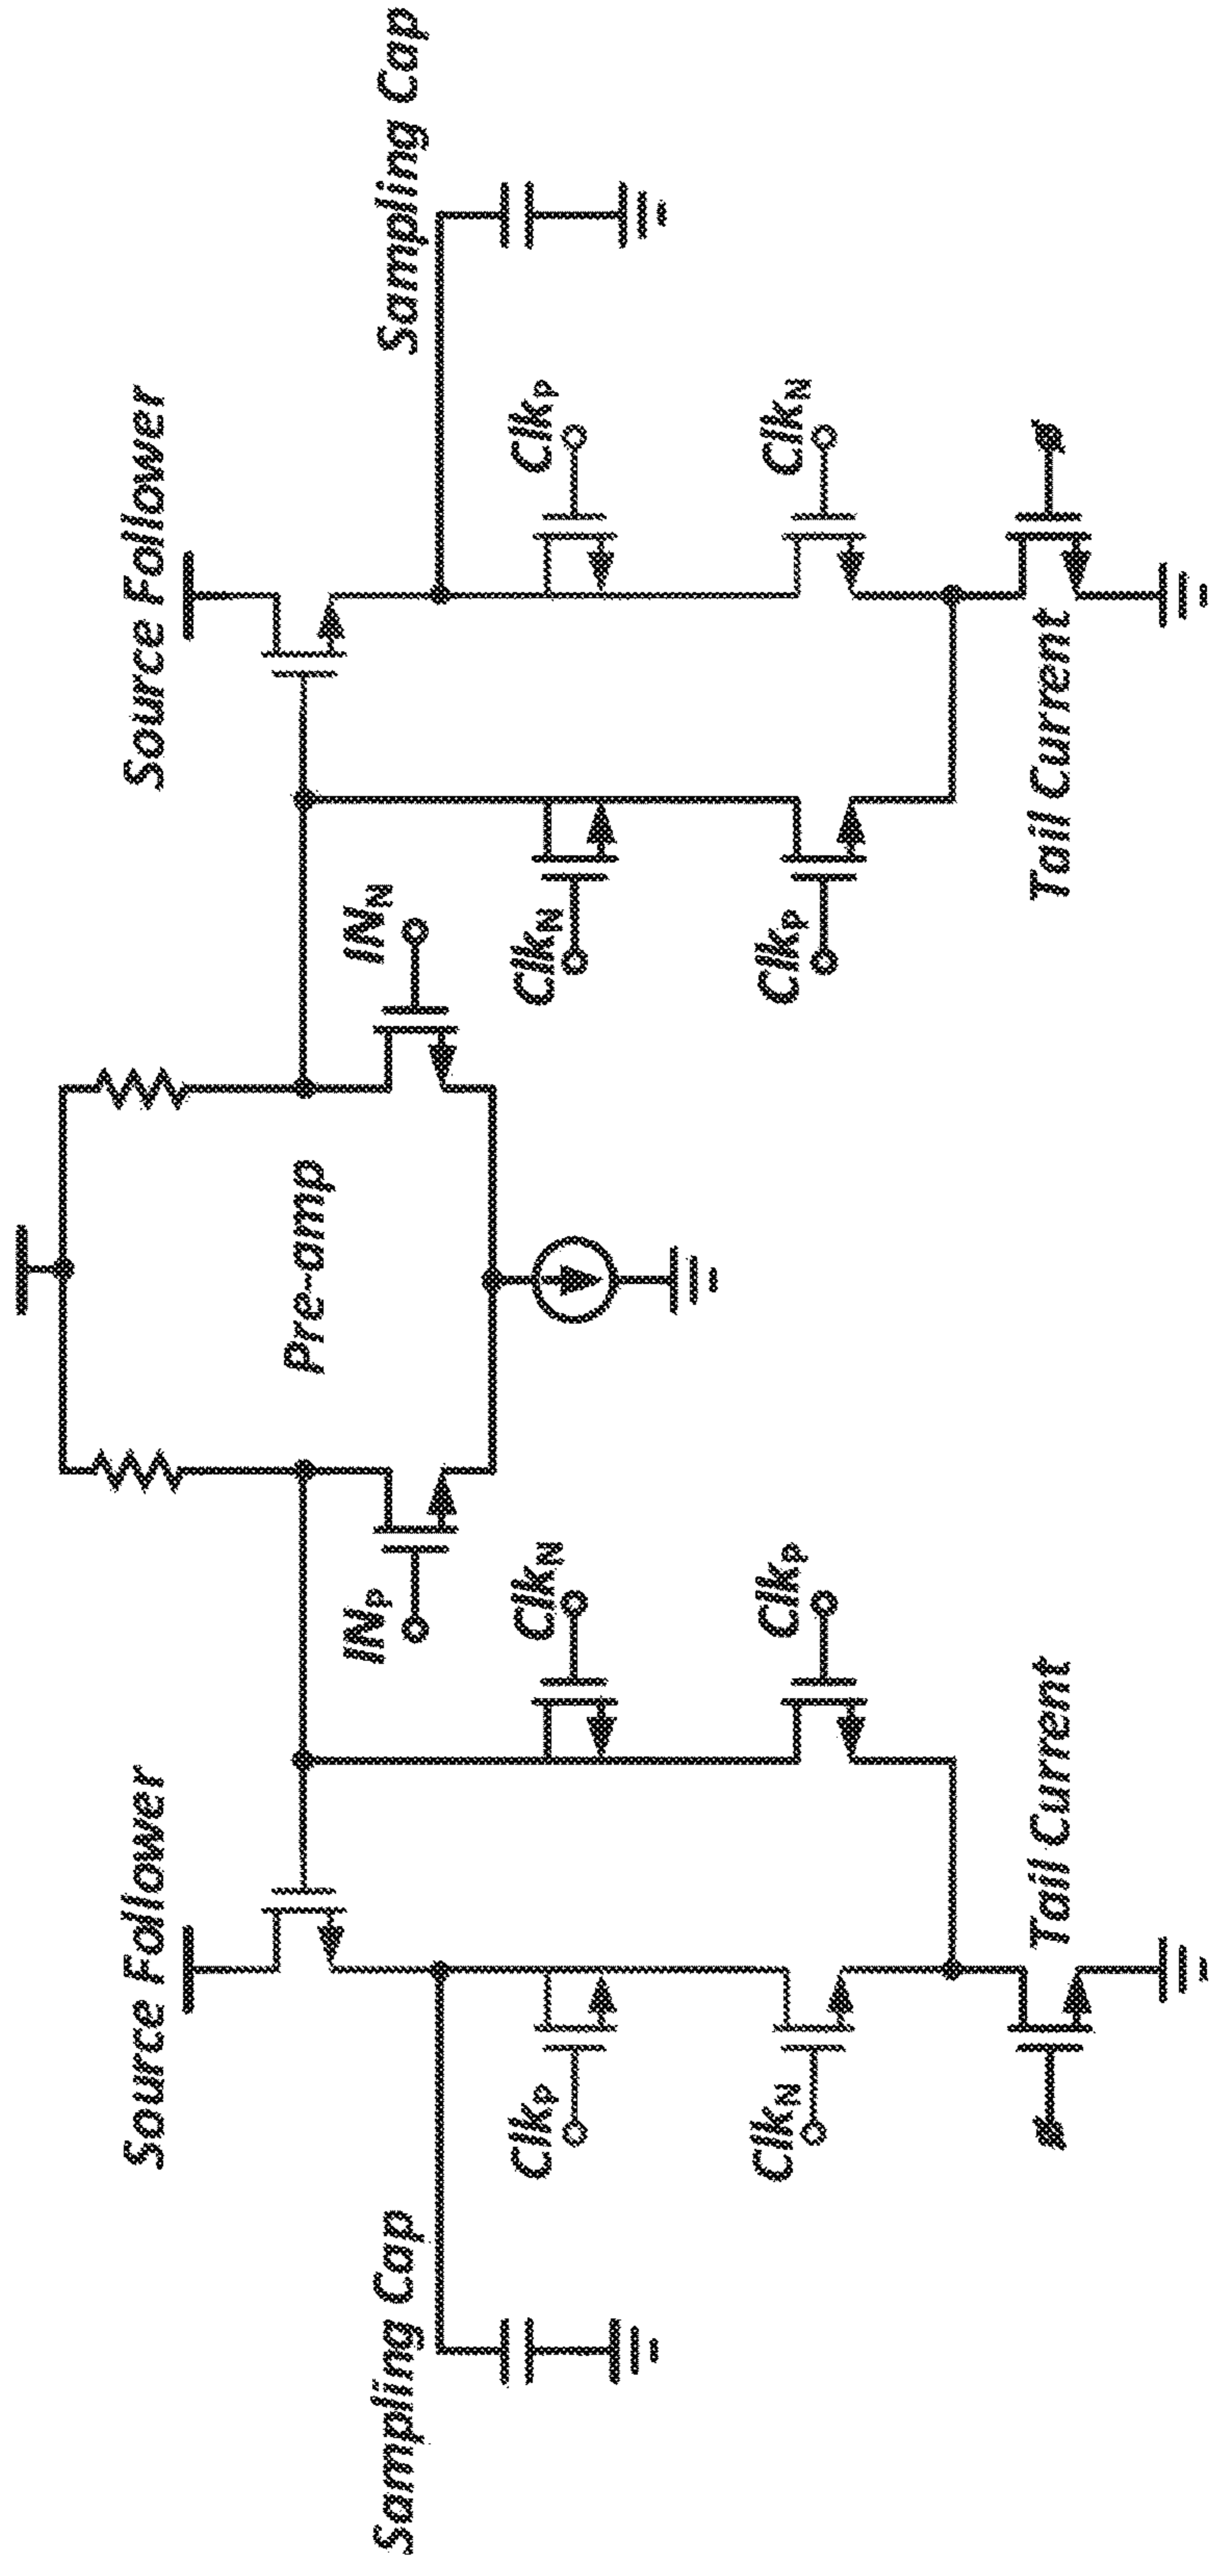 Source Follower
Source Follower
Sampling Cap
Sampling Cap
Pre-amp
IN_P
IN_N
Clk_P
Clk_N
Clk_N
Clk_P
Clk_N
Clk_P
Clk_P
Clk_N
Tail Current
Tail Current